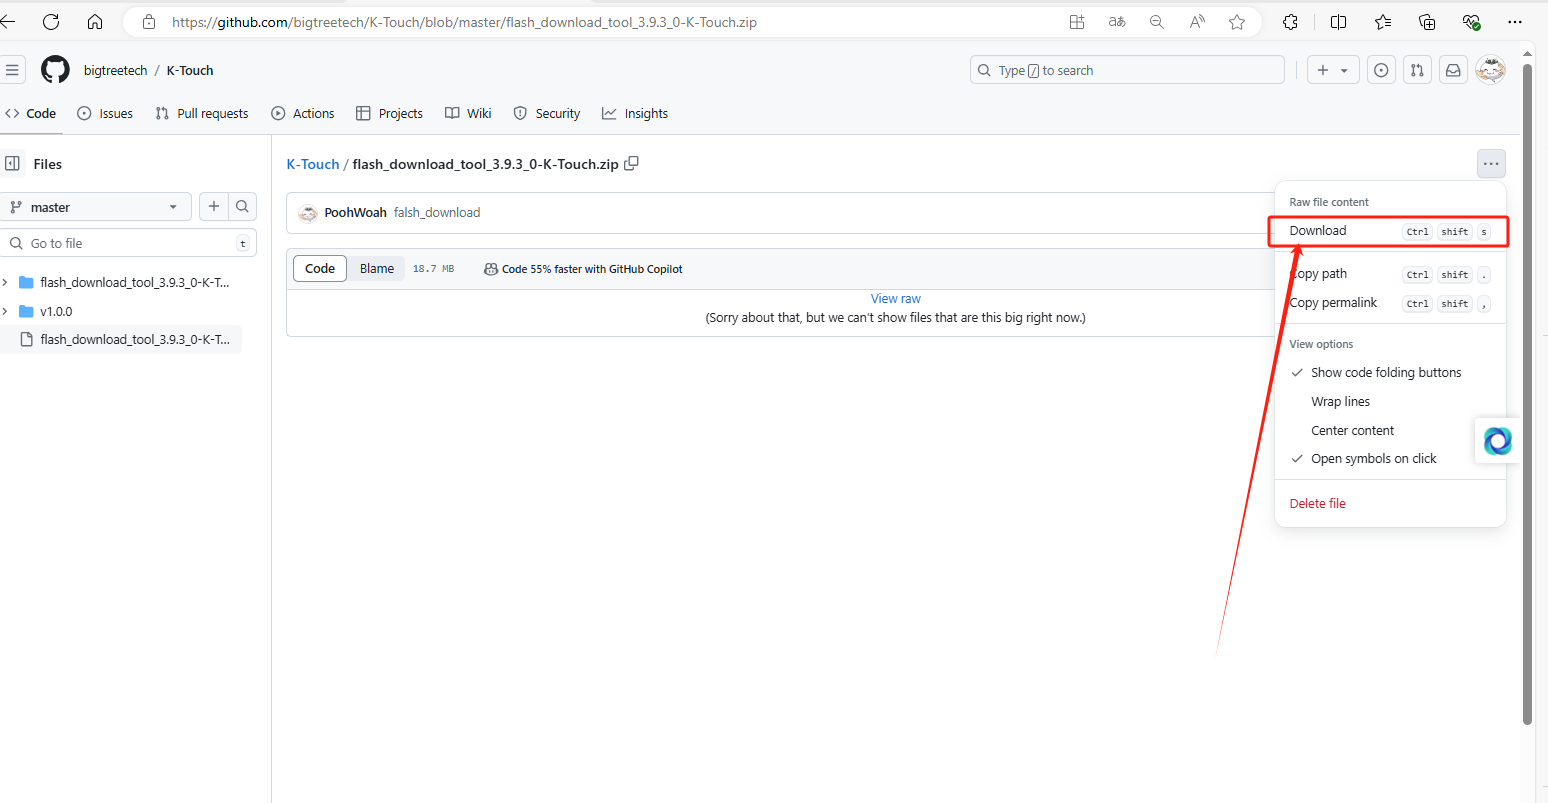 https://github.com/bigtreetech/K-Touch/blob/master/flash_download_tool_3.9.3_0-K-Touch.zip
aあ
A
bigtreetech / K-Touch
Type / to search
Code
Issues
Pull requests
Actions
Projects
Wiki
Security
Insights
Files
K-Touch / flash_download_tool_3.9.3_0-K-Touch.zip
master
PoohWoah falsh_download
Go to file
t
Code Blame 18.7 MB Code 55% faster with GitHub Copilot
flash_download_tool_3.9.3_0-K-T...
v1.0.0
flash_download_tool_3.9.3_0-K-T...
View raw
(Sorry about that, but we can't show files that are this big right now.)
Raw file content
Download Ctrl shift s
Copy path Ctrl shift .
Copy permalink Ctrl shift ,
View options
Show code folding buttons
Wrap lines
Center content
Open symbols on click
Delete file